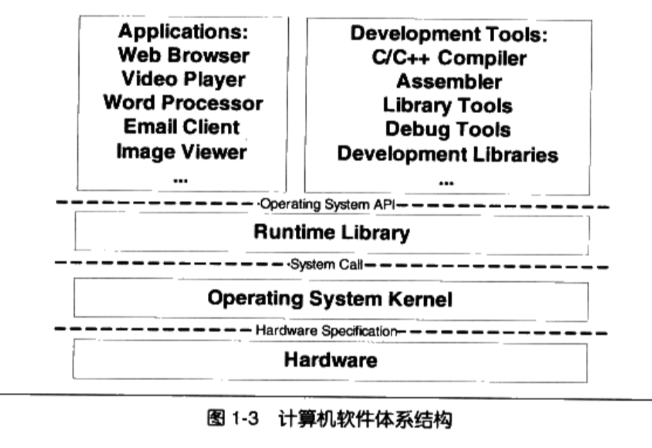 Applications:
Web Browser
Video Player
Word Processor
Email Client
Image Viewer
...
Development Tools:
C/C++ Compiler
Assembler
Library Tools
Debug Tools
Development Libraries
...
Operating System API
Runtime Library
System Call
Operating System Kernel
Hardware Specification
Hardware
图 1-3 计算机软件体系结构